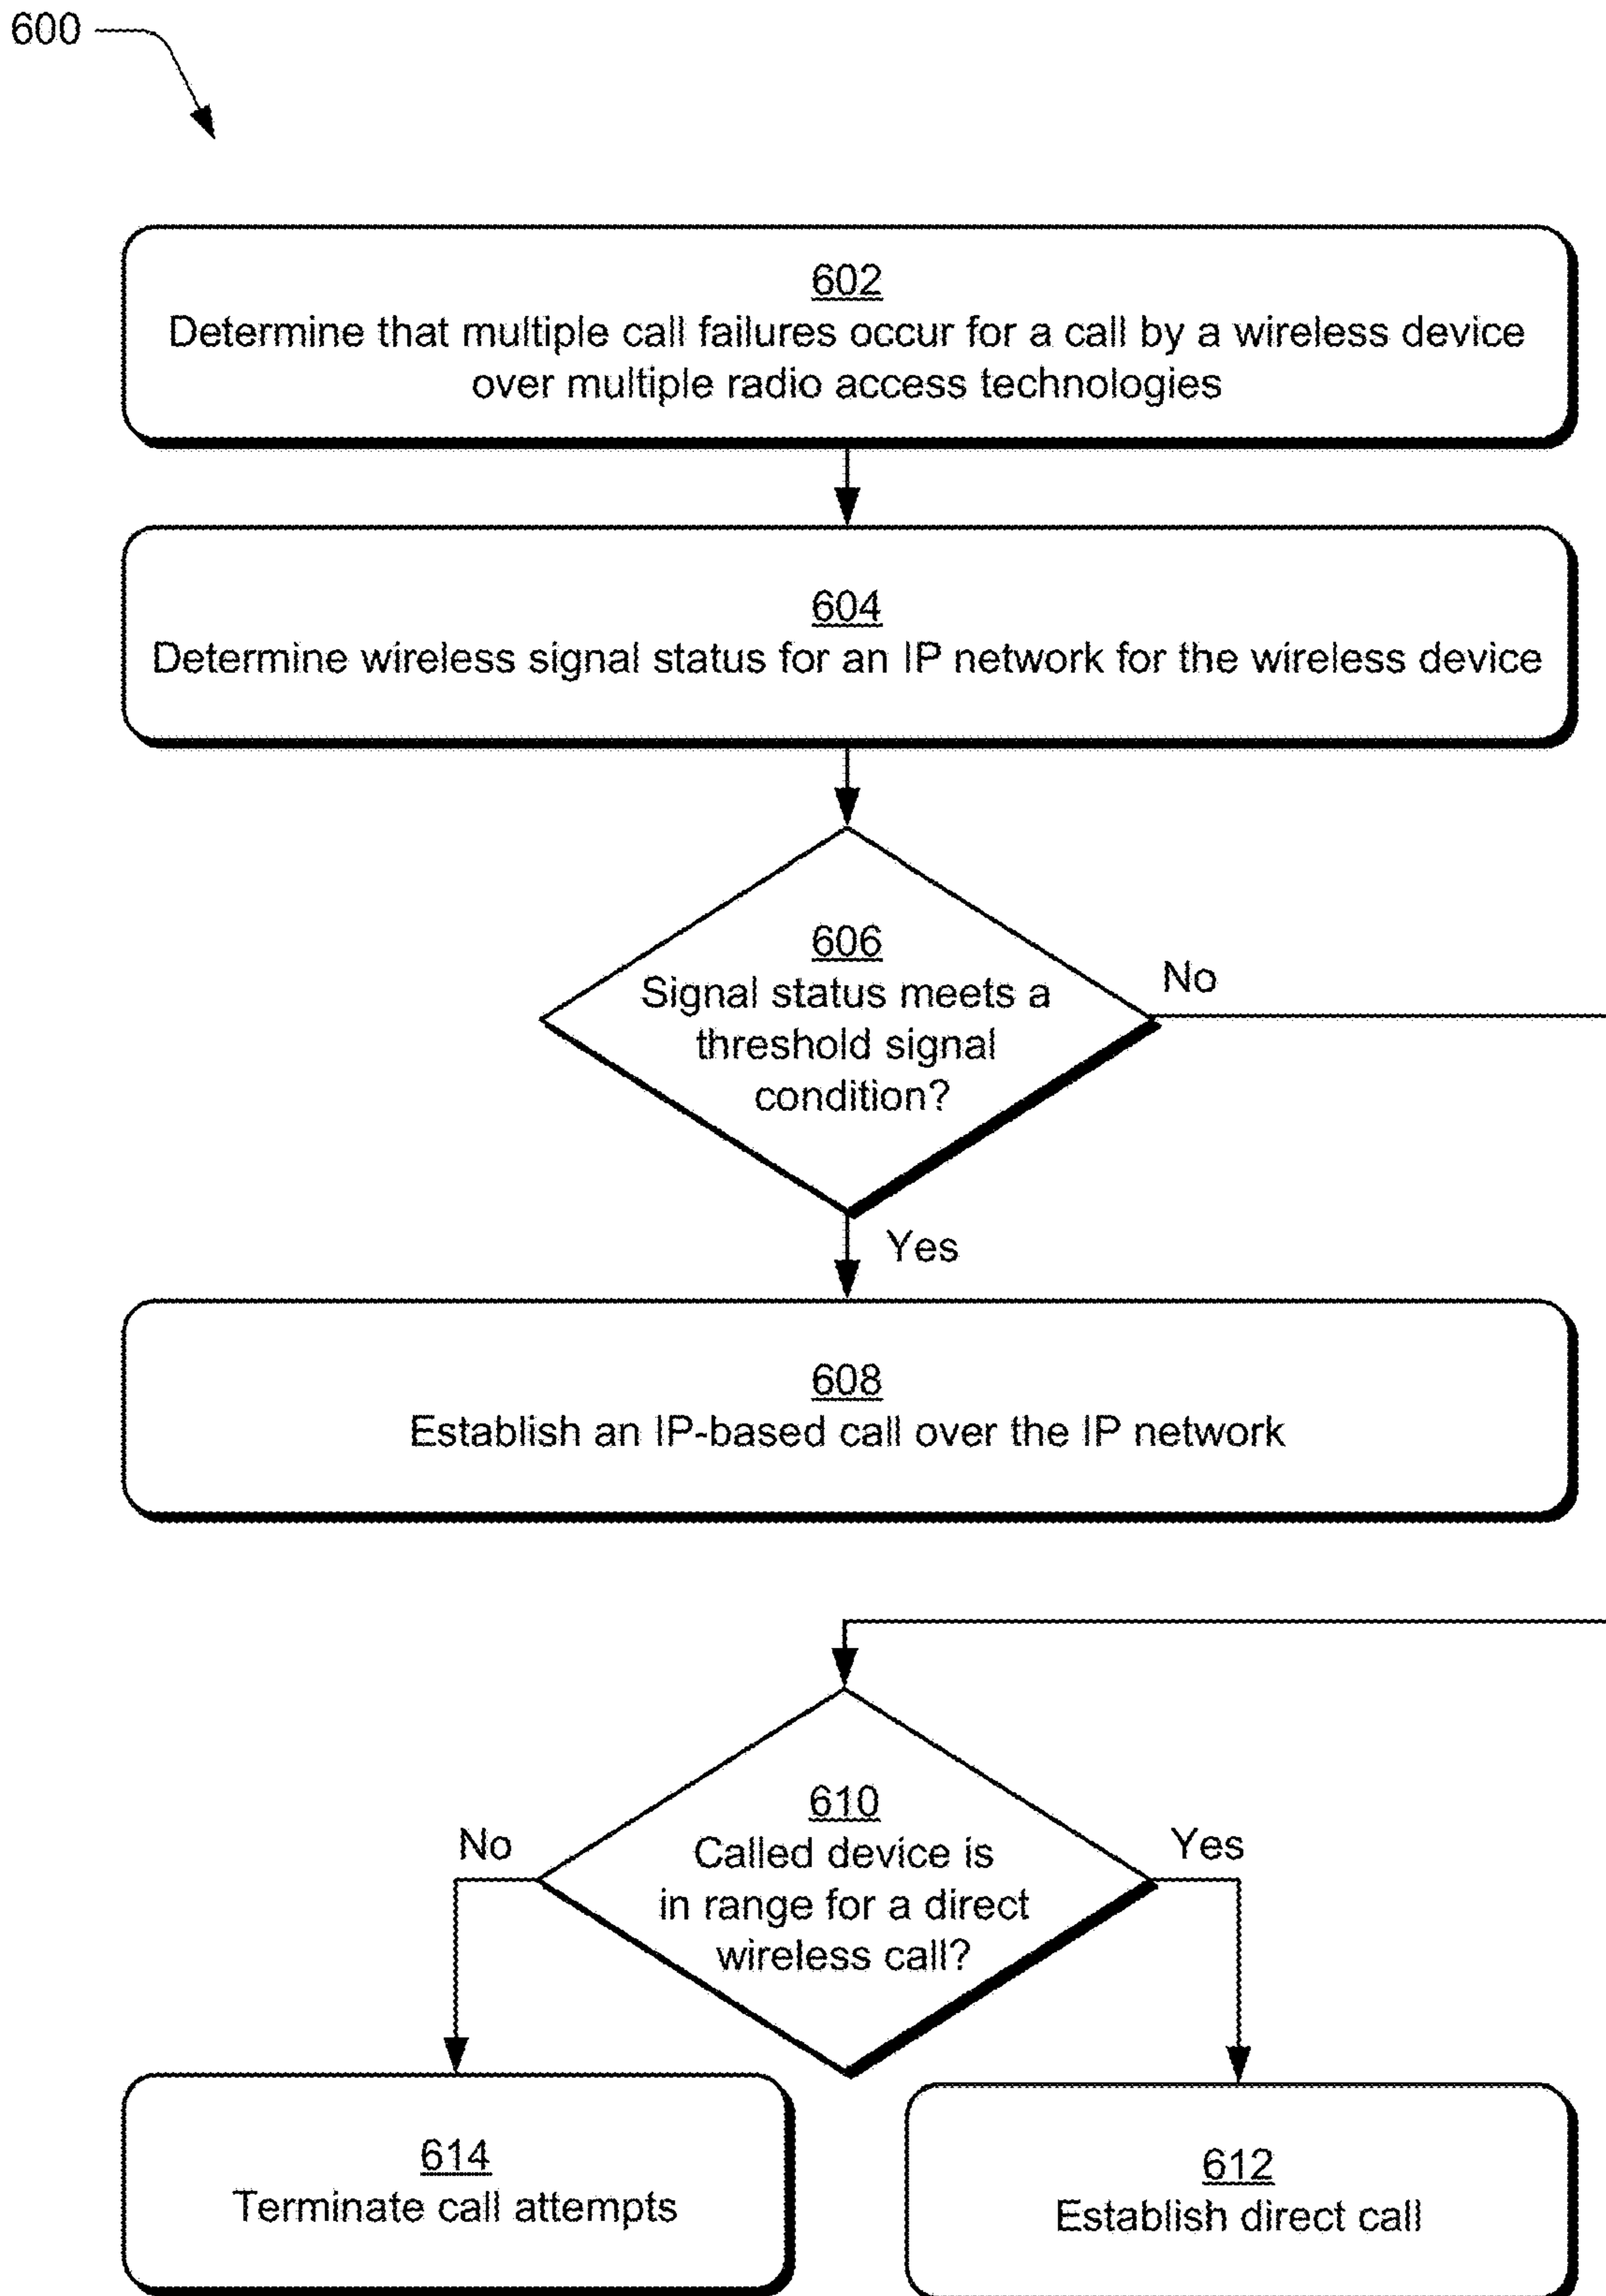 600
602
Determine that multiple call failures occur for a call by a wireless device
over multiple radio access technologies
604
Determine wireless signal status for an IP network for the wireless device
606
Signal status meets a
threshold signal
condition?
No
Yes
608
Establish an IP-based call over the IP network
610
Called device is
in range for a direct
wireless call?
No
Yes
614
Terminate call attempts
612
Establish direct call